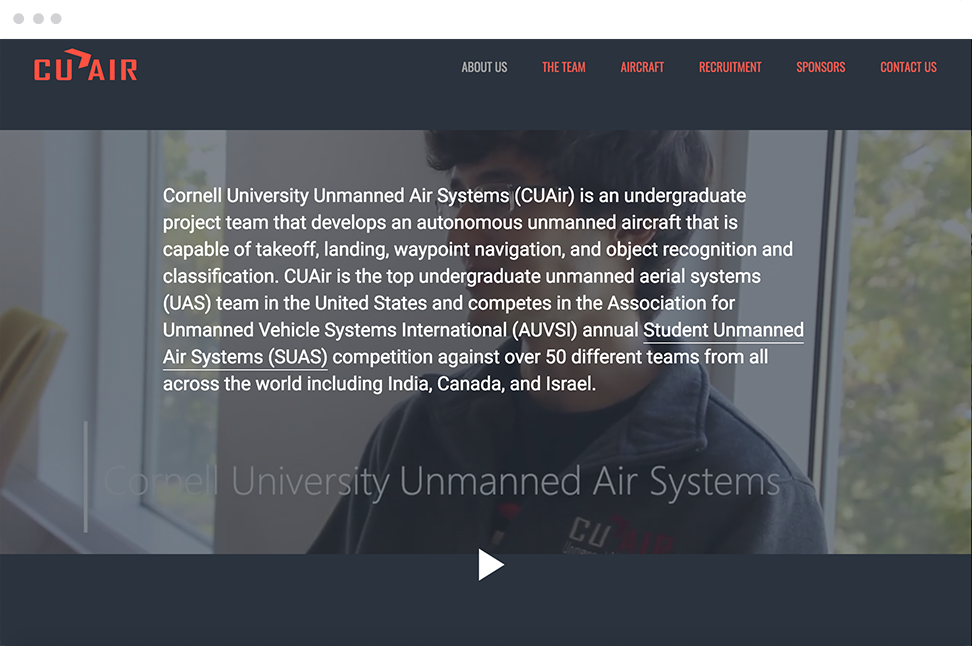 CU AIR
ABOUT US THE TEAM AIRCRAFT RECRUITMENT SPONSORS CONTACT US
Cornell University Unmanned Air Systems (CUAir) is an undergraduate
project team that develops an autonomous unmanned aircraft that is
capable of takeoff, landing, waypoint navigation, and object recognition and
classification. CUAir is the top undergraduate unmanned aerial systems
(UAS) team in the United States and competes in the Association for
Unmanned Vehicle Systems International (AUVSI) annual Student Unmanned
Air Systems (SUAS) competition against over 50 different teams from all
across the world including India, Canada, and Israel.
Cornell University Unmanned Air Systems
CU AIR